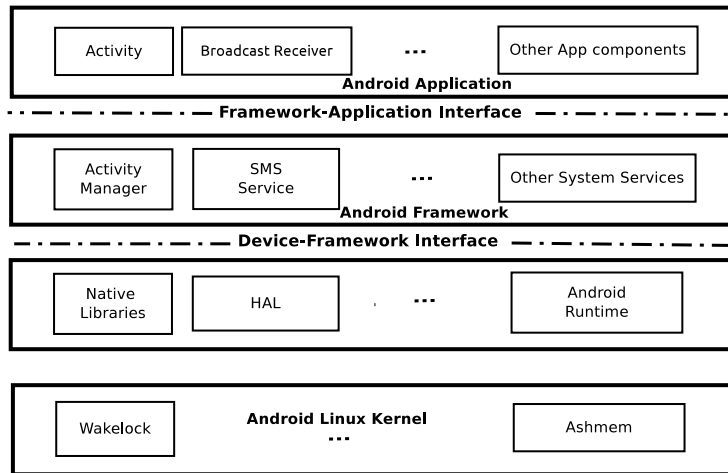 Activity
Broadcast Receiver
...
Other App components
Android Application
Framework-Application Interface
Activity
Manager
SMS
Service
...
Other System Services
Android Framework
Device-Framework Interface
Native
Libraries
HAL
...
Android
Runtime
Wakelock
Android Linux Kernel
...
Ashmem